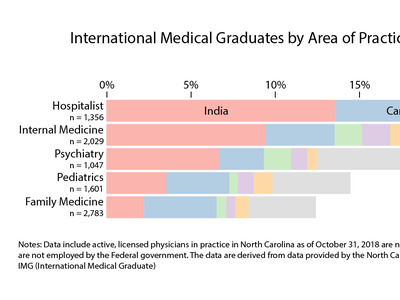 International Medical Graduates by Area of
0% 5% 10% 15%
Hospitalist
n = 1,356
India
Internal Medicine
n = 2,029
Psychiatry
n = 1,047
Pediatrics
n = 1,601
Family Medicine
n = 2,783
Notes: Data include active, licensed physicians in practice in North Carolina as of October 31, 2018 are
are not employed by the Federal government. The data are derived from data provided by the North
IMG (International Medical Graduate)